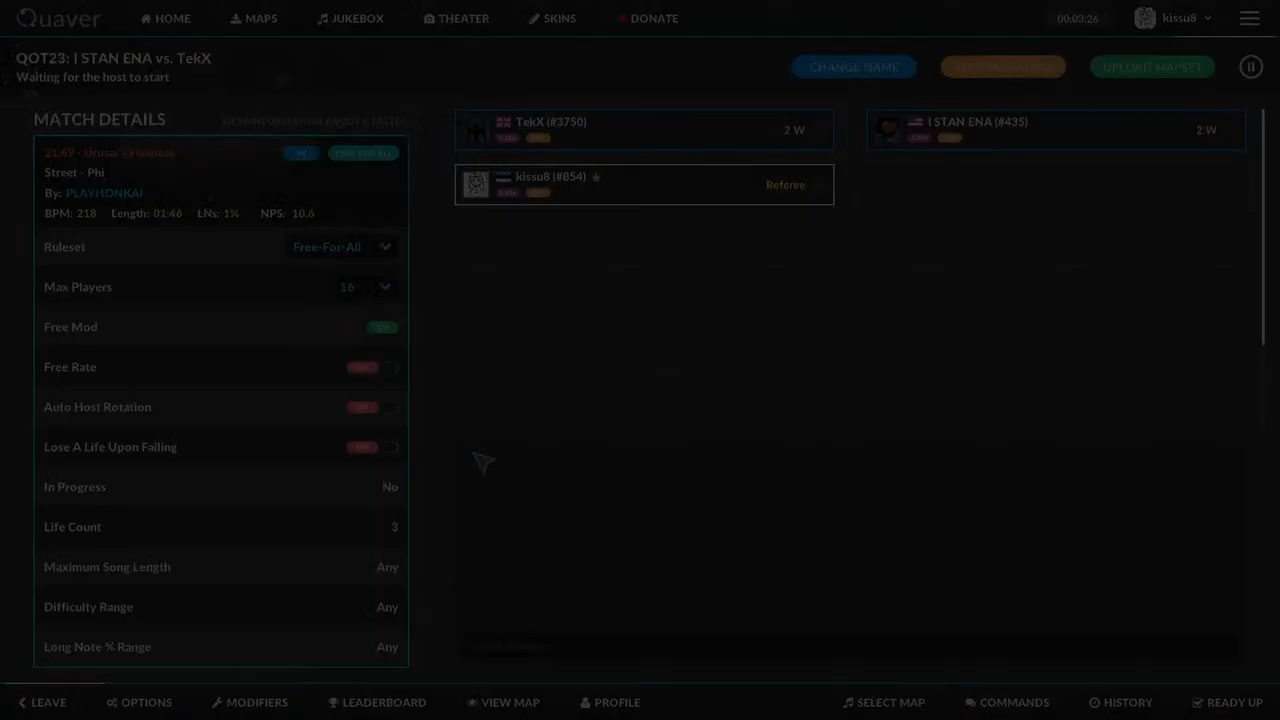 Quaver
HOME
MAPS
JUKEBOX
THEATER
SKINS
DONATE
00:03:26
kissu8
QOT23: I STAN ENA vs. TekX
Waiting for the host to start
CHANGE NAME
UPLOAD MAPSET
MATCH DETAILS
VIEW INFORMATION ABOUT
Street - Phi
By: PLAYHONKAI
BPM: 218 Length: 01:46 LNs: 1% NPS: 10.6
Ruleset
Free-For-All
Max Players
16
Free Mod
Free Rate
Auto Host Rotation
Lose A Life Upon Failing
In Progress
No
Life Count
3
Maximum Song Length
Any
Difficulty Range
Any
Long Note % Range
Any
TekX (#3750)
2 W
I STAN ENA (#435)
2 W
kissu8 (#854)
Referee
LEAVE
OPTIONS
MODIFIERS
LEADERBOARD
VIEW MAP
PROFILE
SELECT MAP
COMMANDS
HISTORY
READY UP